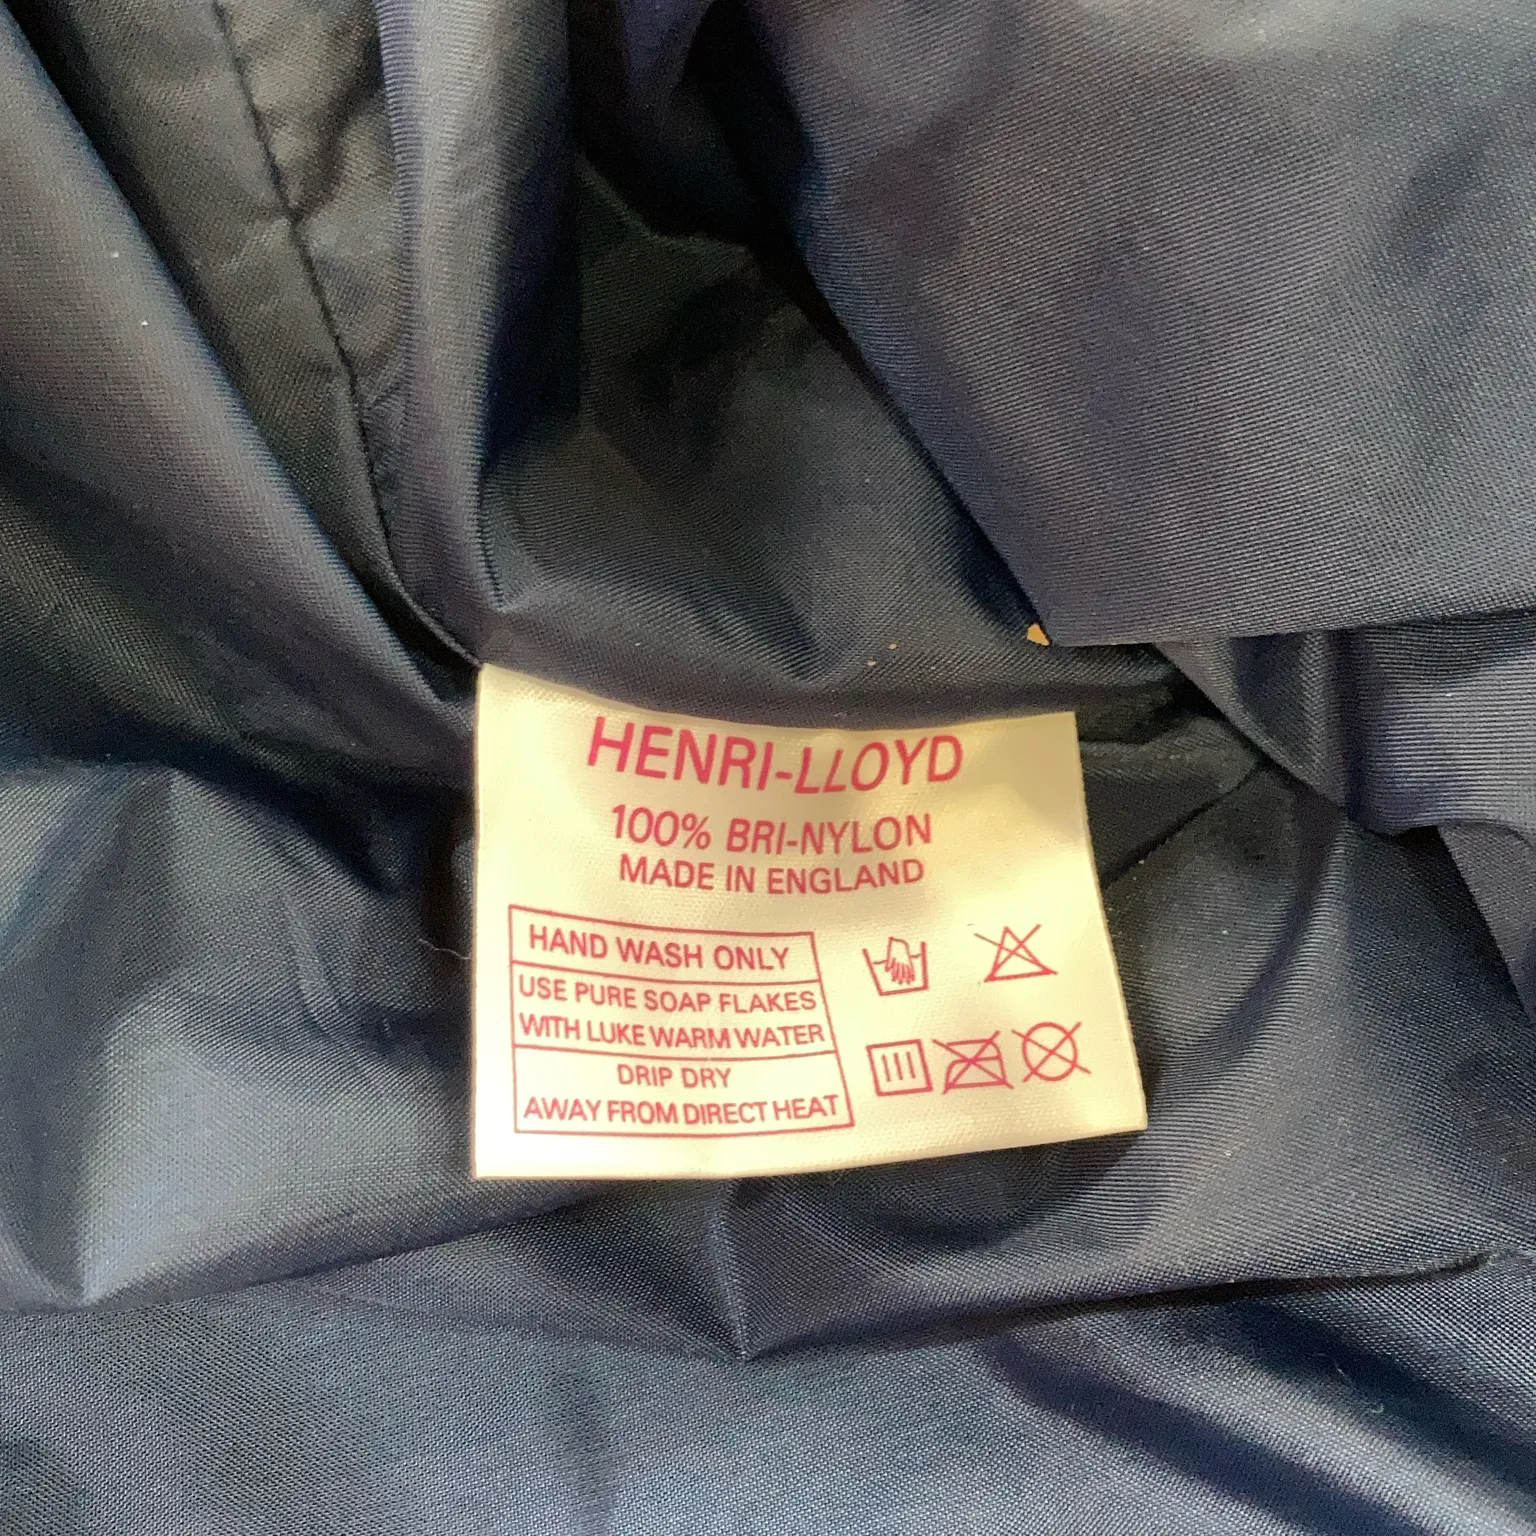 HENRI-LLOYD
100% BRI-NYLON
MADE IN ENGLAND
HAND WASH ONLY
USE PURE SOAP FLAKES
WITH LUKE WARM WATER
DRIP DRY
AWAY FROM DIRECT HEAT